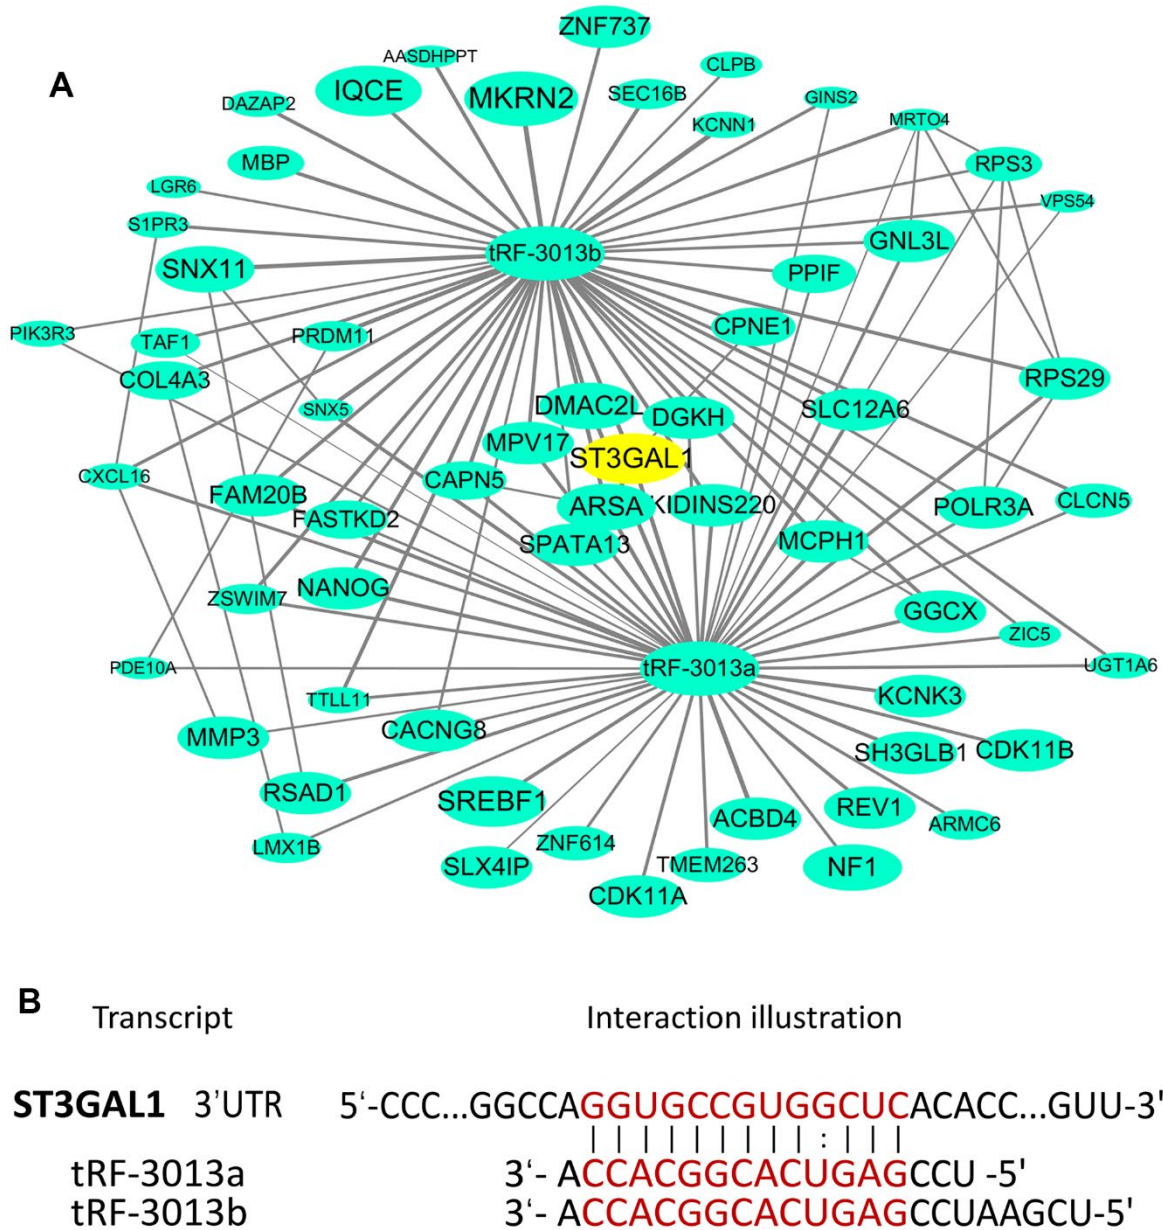 A
ZNF737
AASDHPPT
CLPB
IQCE
MKRN2
SEC16B
GINS2
DAZAP2
KCNN1
MRTO4
MBP
RPS3
LGR6
VPS54
S1PR3
GNL3L
tRF-3013b
SNX11
PPIF
PIK3R3
TAF1
PRDM11
CPNE1
COL4A3
RPS29
SNX5
DMAC2L
DGKH
SLC12A6
MPV17
ST3GAL1
CXCL16
CAPN5
FAM20B
ARSA
KIDINS220
POLR3A
CLCN5
FASTKD2
SPATA13
MCPH1
ZSWIM7
NANOG
GGCX
ZIC5
PDE10A
tRF-3013a
UGT1A6
TTLL11
KCNK3
MMP3
CACNG8
SH3GLB1
CDK11B
RSAD1
SREBF1
ACBD4
REV1
ARMC6
LMX1B
ZNF614
SLX4IP
TMEM263
NF1
CDK11A
B
Transcript Interaction illustration
ST3GAL1 3'UTR 5'-CCC...GGCCAGGUGCCGUGGCUCACACC...GUU-3'
| | | | | | | | | : | | |
tRF-3013a 3'- ACCACGGCACUGAGCCU -5'
tRF-3013b 3'- ACCACGGCACUGAGCCUAAGCU-5'